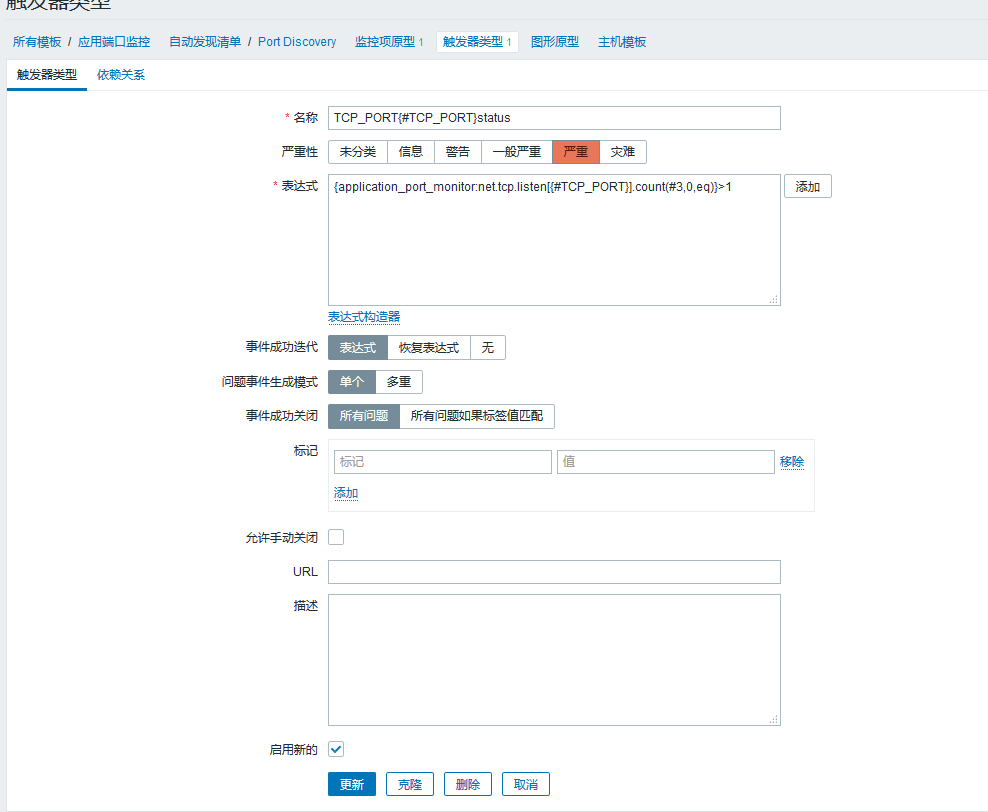 触发器类型
所有模板 / 应用端口监控 自动发现清单 / Port Discovery 监控项原型 1 触发器类型 1 图形原型 主机模板
触发器类型 依赖关系
* 名称 TCP_PORT{#TCP_PORT}status
严重性 未分类 信息 警告 一般严重 严重 灾难
* 表达式 {application_port_monitor:net.tcp.listen[{#TCP_PORT}].count(#3,0,eq)}>1 添加
表达式构造器
事件成功迭代 表达式 恢复表达式 无
问题事件生成模式 单个 多重
事件成功关闭 所有问题 所有问题如果标签值匹配
标记 标记 值 移除
添加
允许手动关闭
URL
描述
启用新的
更新 克隆 删除 取消